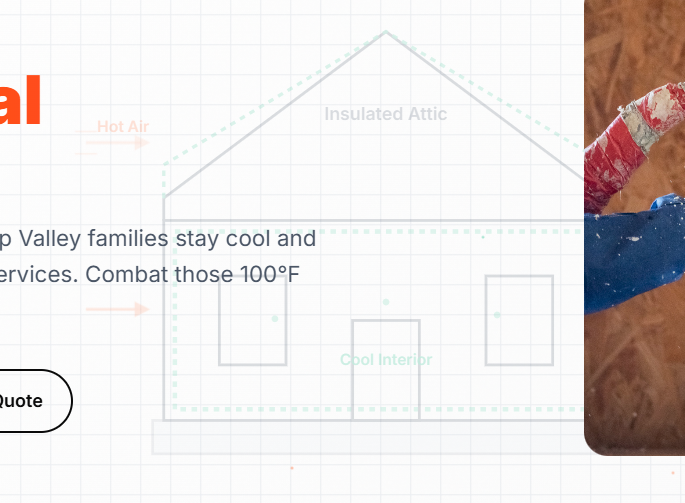 al
Insulated Attic
Hot Air
p Valley families stay cool and
ervices. Combat those 100°F
Cool Interior
Quote